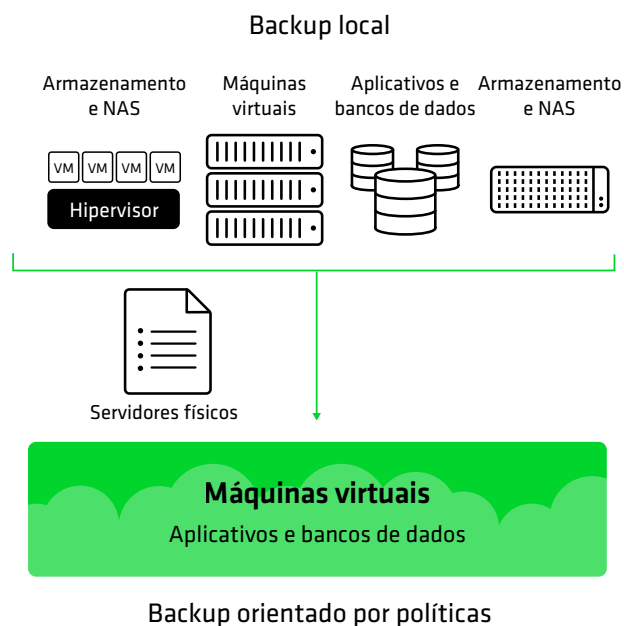 Backup local
Armazenamento
e NAS
Máquinas
virtuais
Aplicativos e
bancos de dados
Armazenamento
e NAS
VM VM VM VM
Hipervisor
Servidores físicos
Máquinas virtuais
Aplicativos e bancos de dados
Backup orientado por políticas